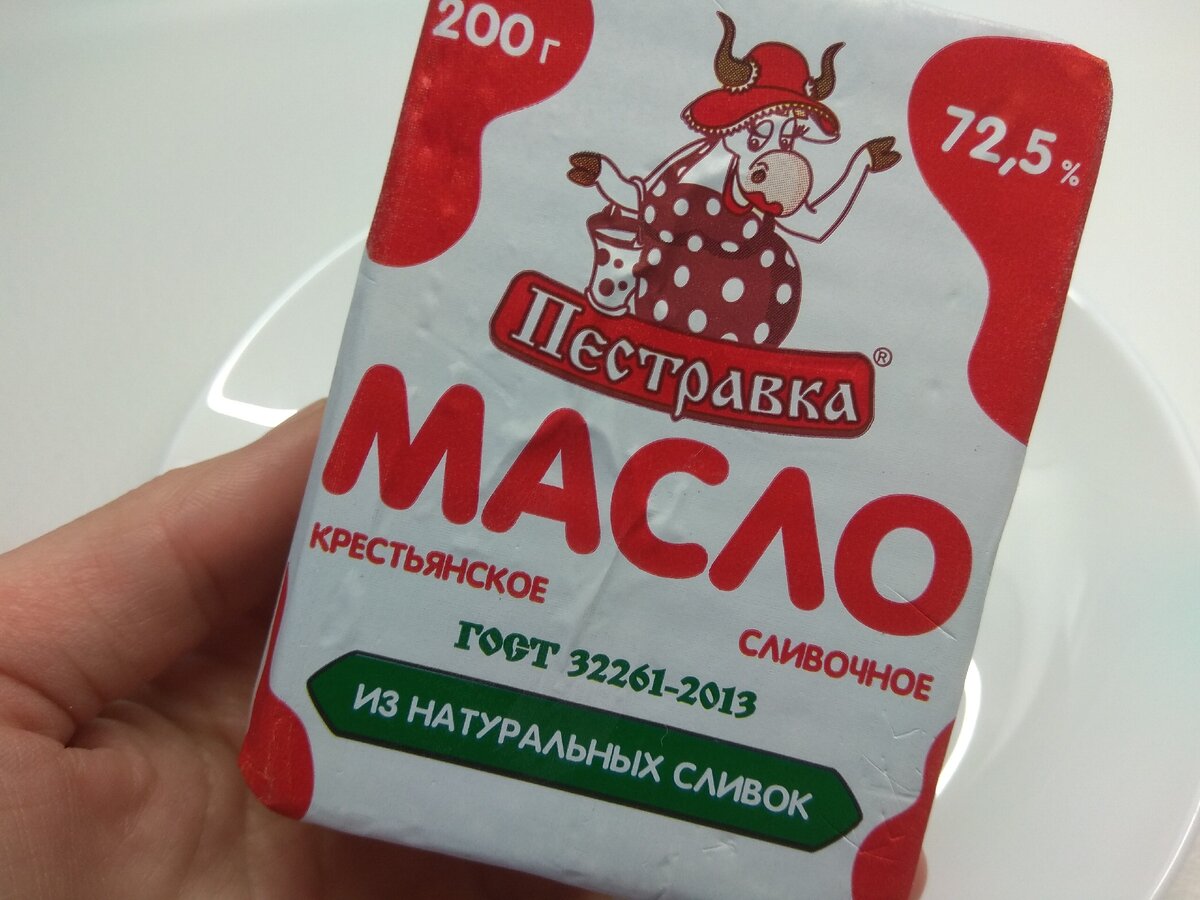 200 г
72,5 %
ПЕСТРАВКА ®
МАСЛО
КРЕСТЬЯНСКОЕ
СЛИВОЧНОЕ
ГОСТ 32261-2013
ИЗ НАТУРАЛЬНЫХ СЛИВОК